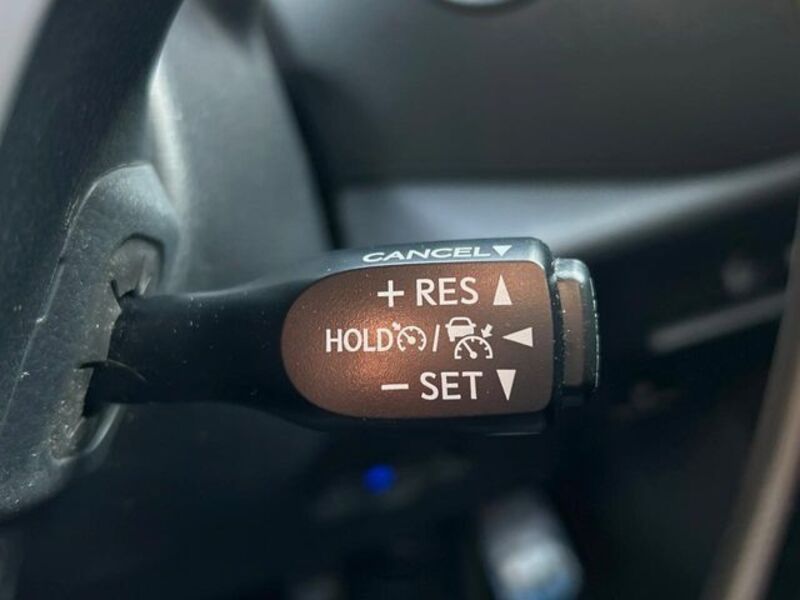 CANCEL▼
+ RES ▲
HOLD / ◀
− SET ▼